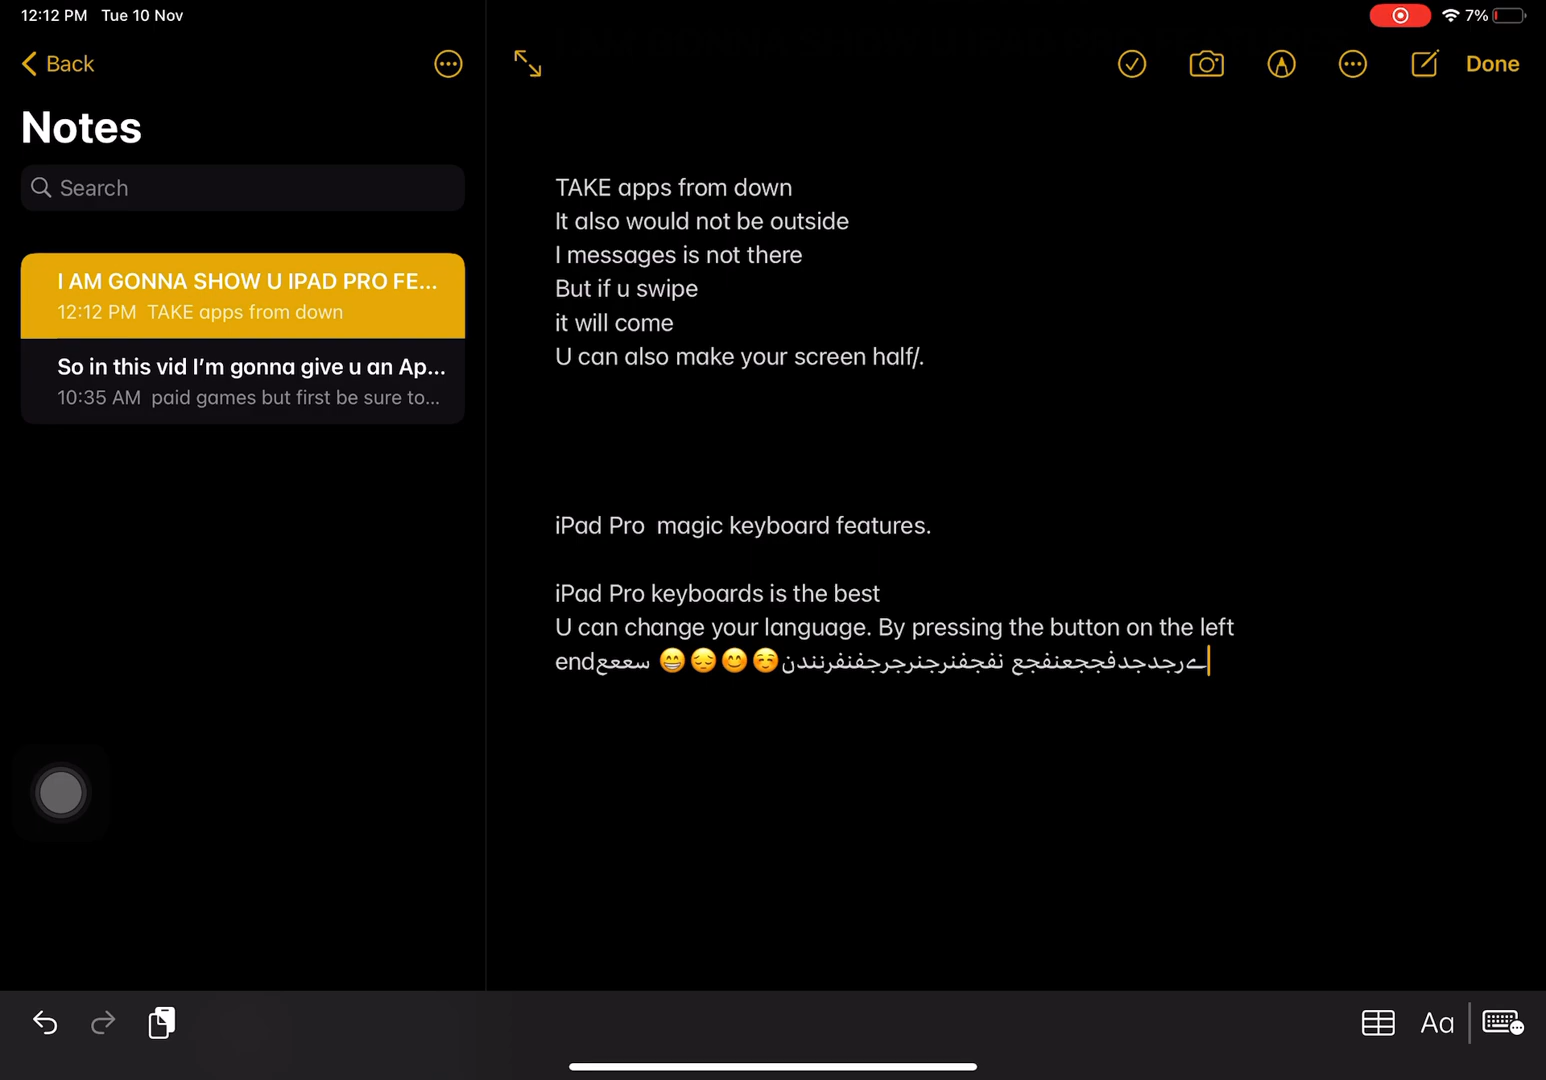 12:12 PM Tue 10 Nov
7%
Back
Done
Notes
Search
I AM GONNA SHOW U IPAD PRO FE...
12:12 PM TAKE apps from down
So in this vid I'm gonna give u an Ap...
10:35 AM paid games but first be sure to...
TAKE apps from down
It also would not be outside
I messages is not there
But if u swipe
it will come
U can also make your screen half/.
iPad Pro magic keyboard features.
iPad Pro keyboards is the best
U can change your language. By pressing the button on the left
end 😁😔😊☺️
Aa